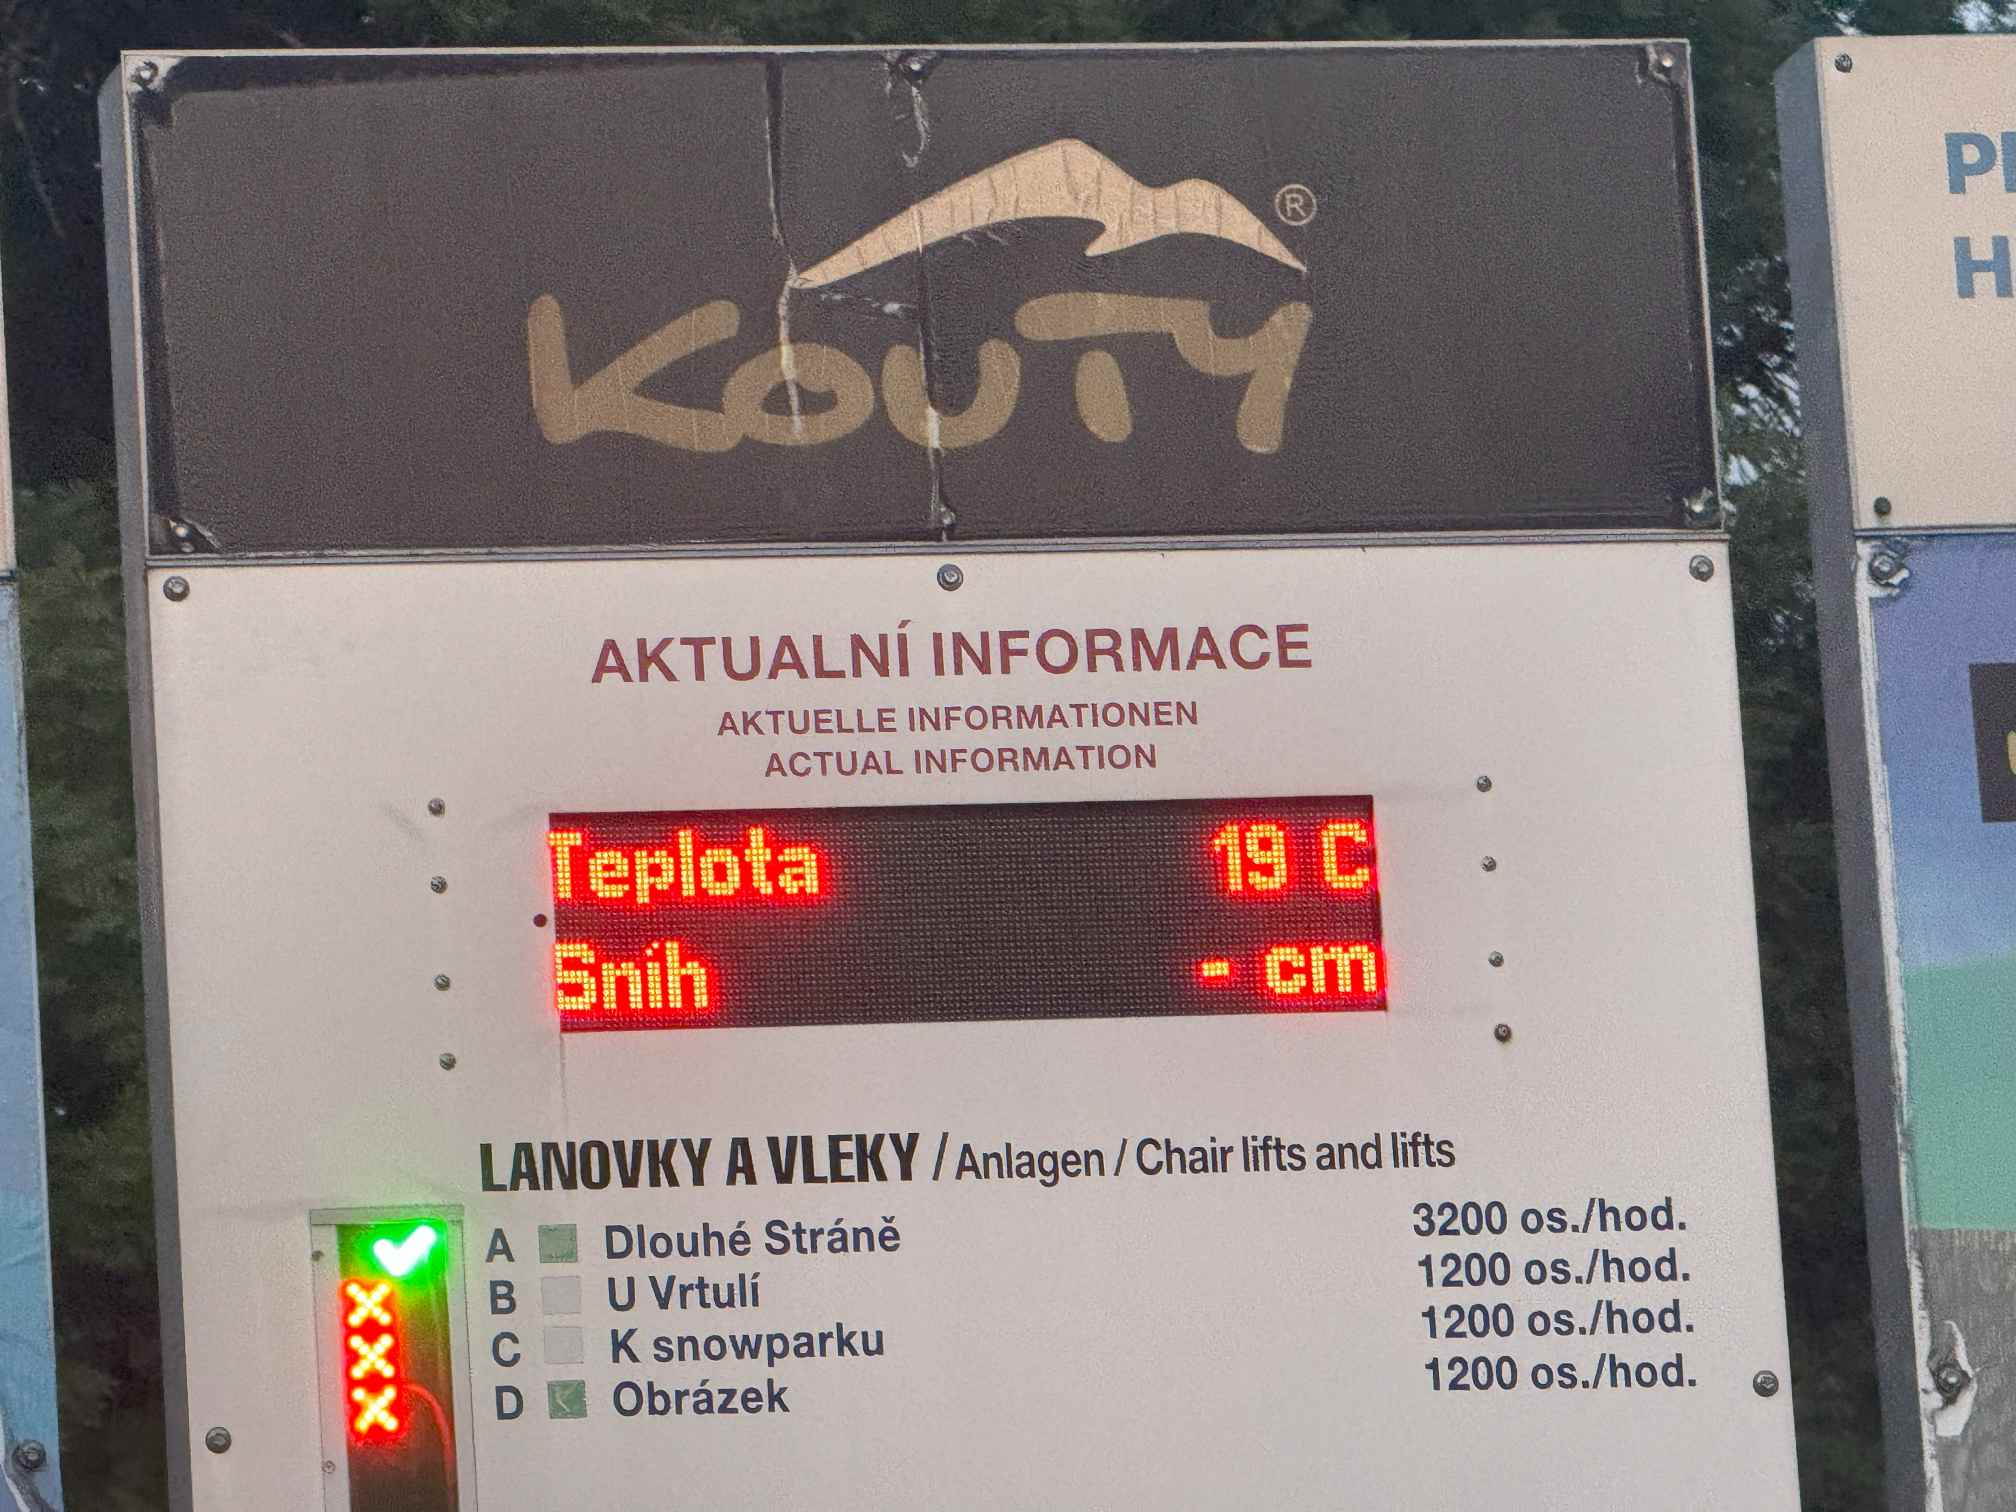 KOUTY ®
AKTUALNÍ INFORMACE
AKTUELLE INFORMATIONEN
ACTUAL INFORMATION
Teplota 19 C
Sníh - cm
LANOVKY A VLEKY / Anlagen / Chair lifts and lifts
A Dlouhé Stráně 3200 os./hod.
B U Vrtulí 1200 os./hod.
C K snowparku 1200 os./hod.
D Obrázek 1200 os./hod.